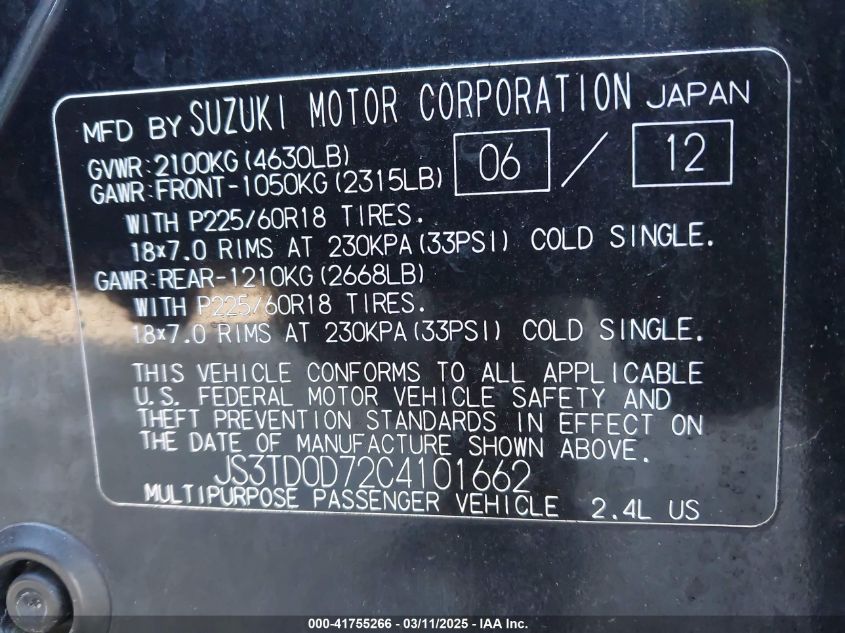 MFD BY SUZUKI MOTOR CORPORATION JAPAN
GVWR:2100KG(4630LB) 06 / 12
GAWR:FRONT-1050KG(2315LB)
WITH P225/60R18 TIRES.
18×7.0 RIMS AT 230KPA(33PSI) COLD SINGLE.
GAWR:REAR-1210KG(2668LB)
WITH P225/60R18 TIRES.
18×7.0 RIMS AT 230KPA(33PSI) COLD SINGLE.
THIS VEHICLE CONFORMS TO ALL APPLICABLE
U.S. FEDERAL MOTOR VEHICLE SAFETY AND
THEFT PREVENTION STANDARDS IN EFFECT ON
THE DATE OF MANUFACTURE SHOWN ABOVE.
JS3TD0D72C4101662
MULTIPURPOSE PASSENGER VEHICLE 2.4L US
000-41755266 - 03/11/2025 - IAA Inc.